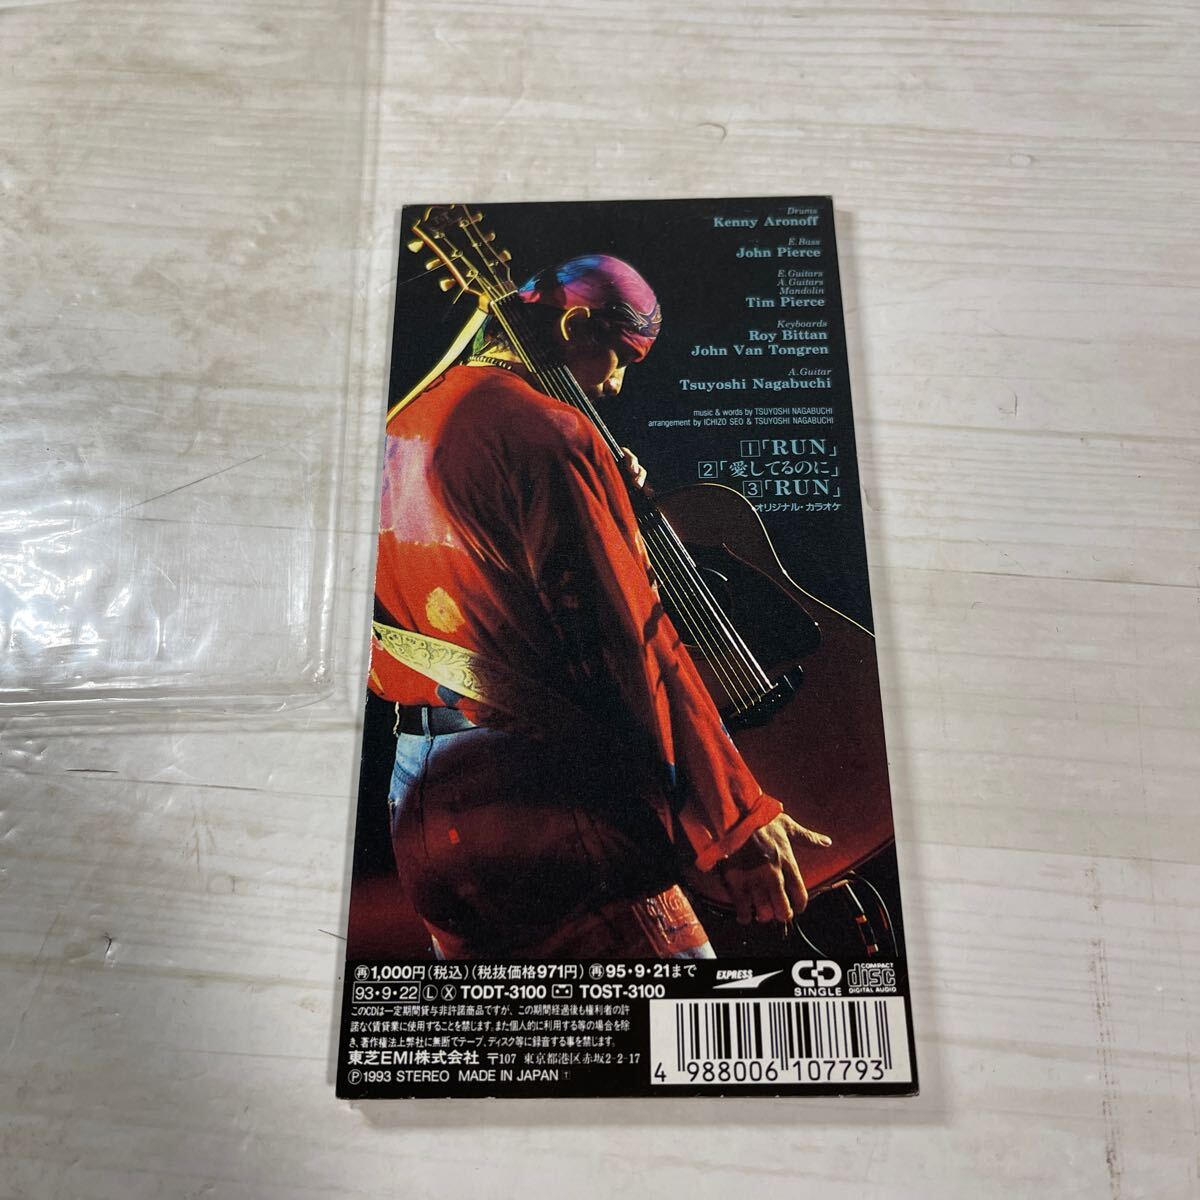 Drums
Kenny Aronoff
E. Bass
John Pierce
E. Guitars
A. Guitars
Mandolin
Tim Pierce
Keyboards
Roy Bittan
John Van Tongren
A. Guitar
Tsuyoshi Nagabuchi
music & words by TSUYOSHI NAGABUCHI
arrangement by ICHIZO SEO & TSUYOSHI NAGABUCHI
1「RUN」
2「愛してるのに」
3「RUN」
オリジナル・カラオケ
再1,000円(税込)(税抜価格971円) 再95・9・21まで
EXPRESS
CD SINGLE
COMPACT disc DIGITAL AUDIO
93・9・22 L X TODT-3100 TOST-3100
このCDは一定期間貸与非許諾商品ですが、この期間経過後も権利者の許
諾なく賃貸業に使用することを禁じます。また個人的に利用する等の場合を除
き、著作権法上弊社に無断でテープ、ディスク等に録音する事を禁じます。
東芝EMI株式会社 〒107 東京都港区赤坂2-2-17
Ⓟ1993 STEREO MADE IN JAPAN T
4 988006 107793